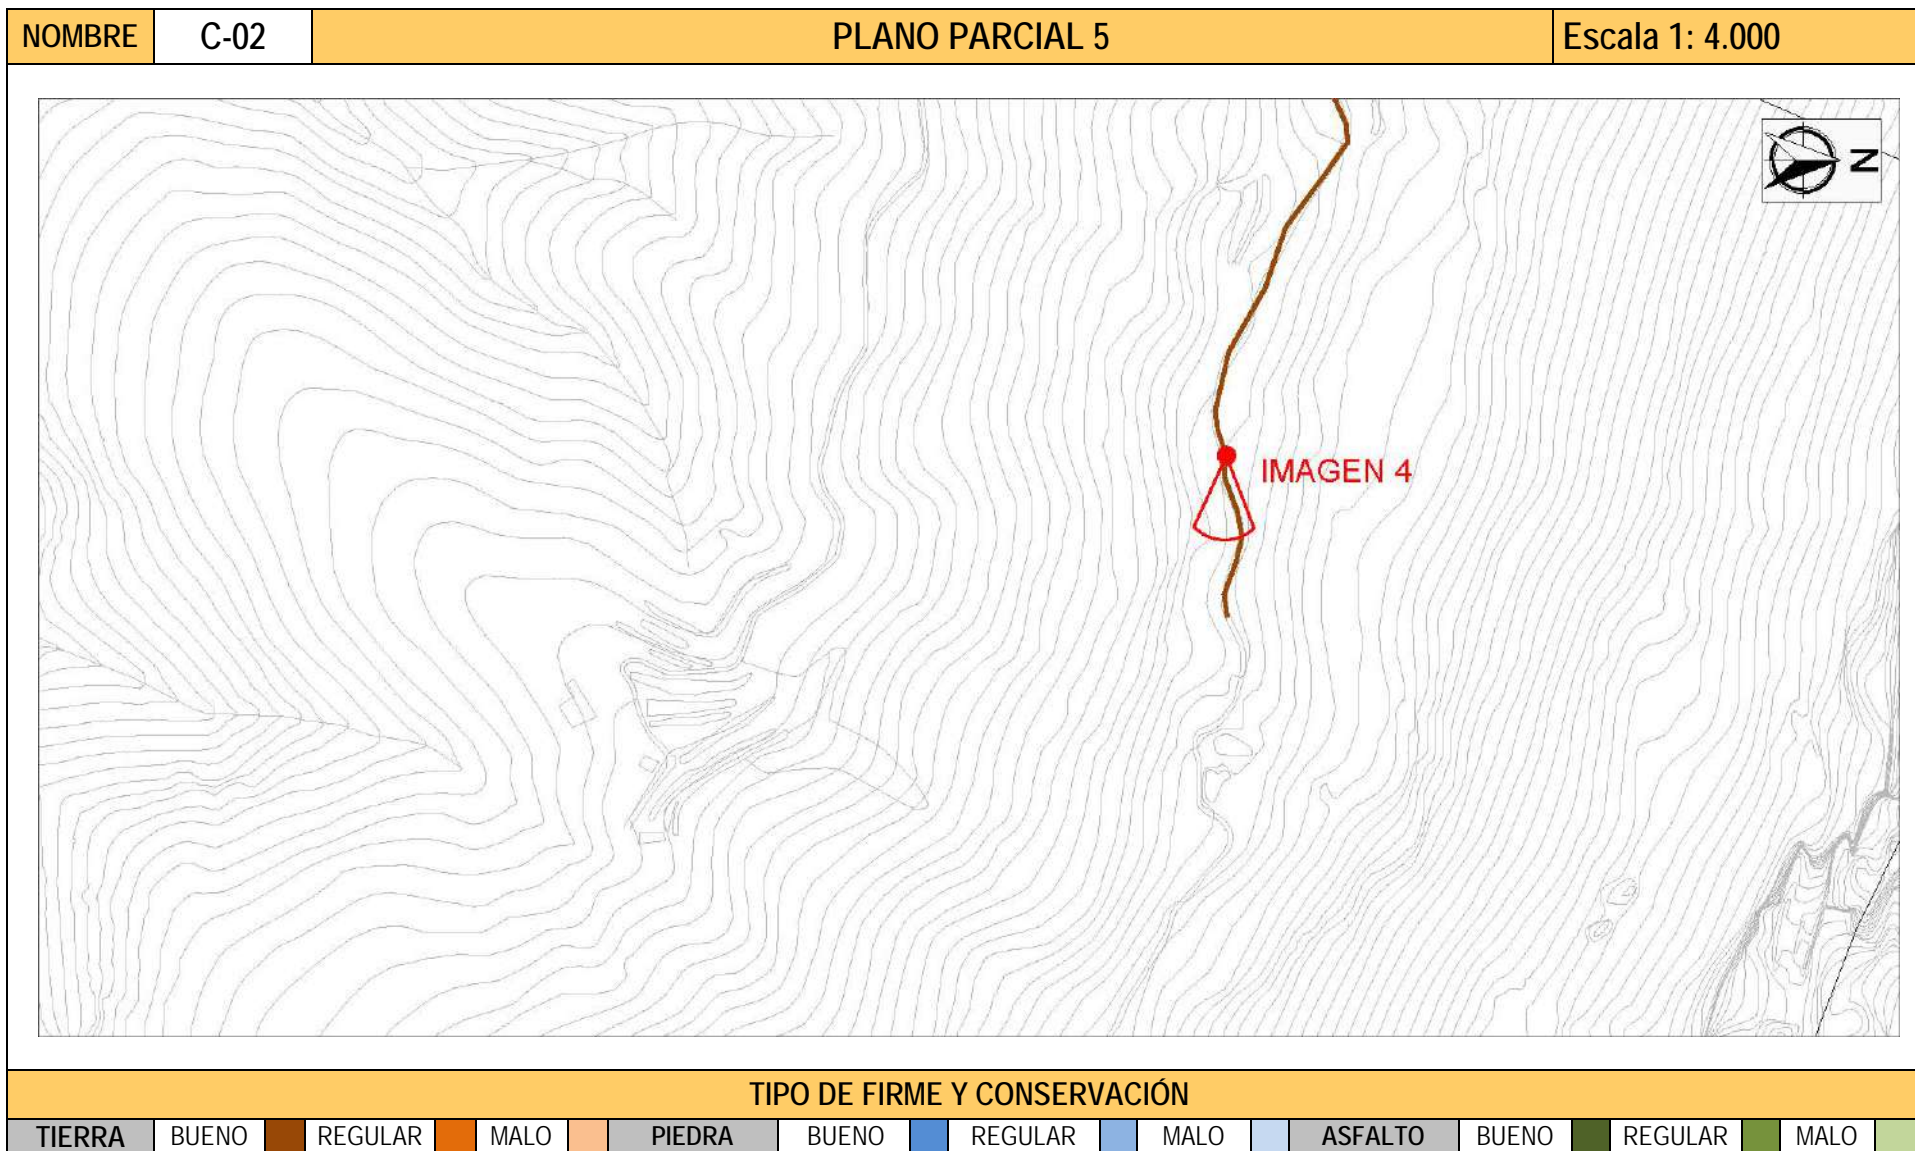 NOMBRE C-02 PLANO PARCIAL 5 Escala 1: 4.000
N
IMAGEN 4
TIPO DE FIRME Y CONSERVACIÓN
TIERRA BUENO REGULAR MALO PIEDRA BUENO REGULAR MALO ASFALTO BUENO REGULAR MALO